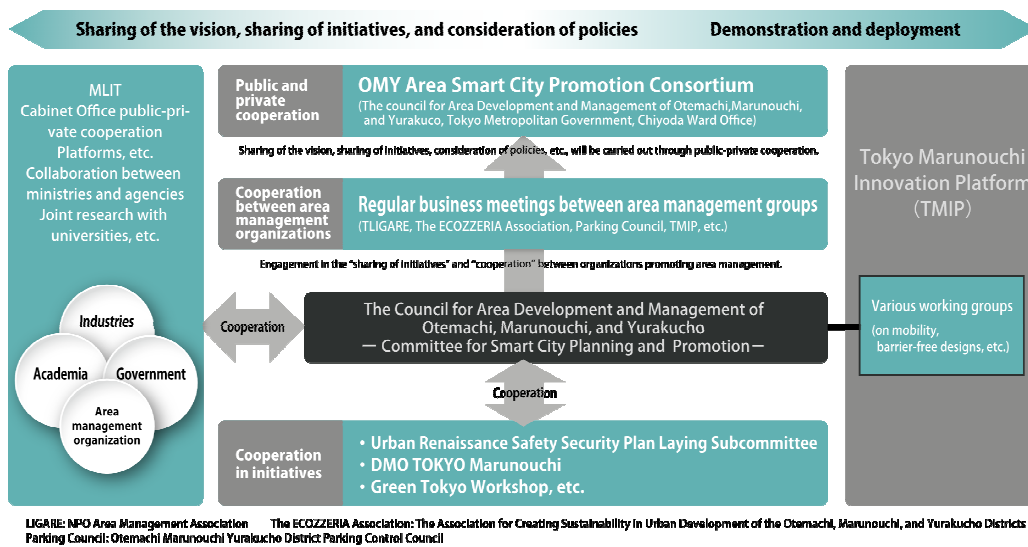 Sharing of the vision, sharing of initiatives, and consideration of policies
Demonstration and deployment
MLIT
Cabinet Office public-pri-
vate cooperation
Platforms, etc.
Collaboration between
ministries and agencies
Joint research with
universities, etc.
Industries
Academia
Government
Area
management
organization
Public and
private
cooperation
OMY Area Smart City Promotion Consortium
(The council for Area Development and Management of Otemachi,Marunouchi,
and Yurakuco, Tokyo Metropolitan Government, Chiyoda Ward Office)
Sharing of the vision, sharing of initiatives, consideration of policies, etc., will be carried out through public-private cooperation.
Cooperation
between area
management
organizations
Regular business meetings between area management groups
(TLIGARE, The ECOZZERIA Association, Parking Council, TMIP, etc.)
Engagement in the “sharing of initiatives” and “cooperation” between organizations promoting area management.
Cooperation
The Council for Area Development and Management of
Otemachi, Marunouchi, and Yurakucho
— Committee for Smart City Planning and Promotion —
Cooperation
Cooperation
in initiatives
• Urban Renaissance Safety Security Plan Laying Subcommittee
• DMO TOKYO Marunouchi
• Green Tokyo Workshop, etc.
Tokyo Marunouchi
Innovation Platform
(TMIP)
Various working groups
(on mobility,
barrier-free designs, etc.)
LIGARE: NPO Area Management Association The ECOZZERIA Association: The Association for Creating Sustainability in Urban Development of the Otemachi, Marunouchi, and Yurakucho Districts
Parking Council: Otemachi Marunouchi Yurakucho District Parking Control Council